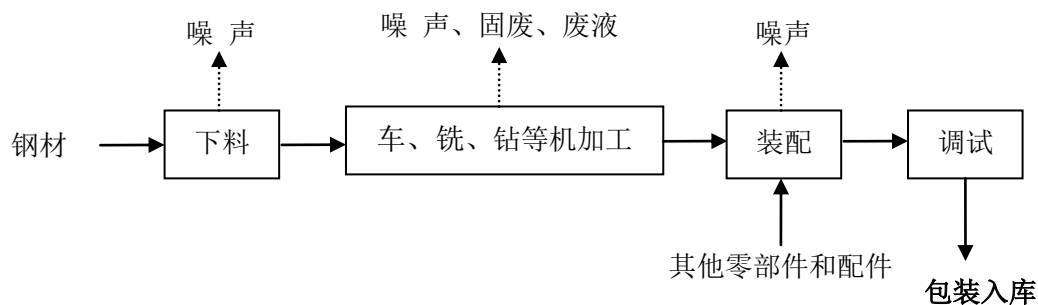 噪 声
噪 声、固废、废液
噪声
钢材
下料
车、铣、钻等机加工
装配
调试
其他零部件和配件
包装入库